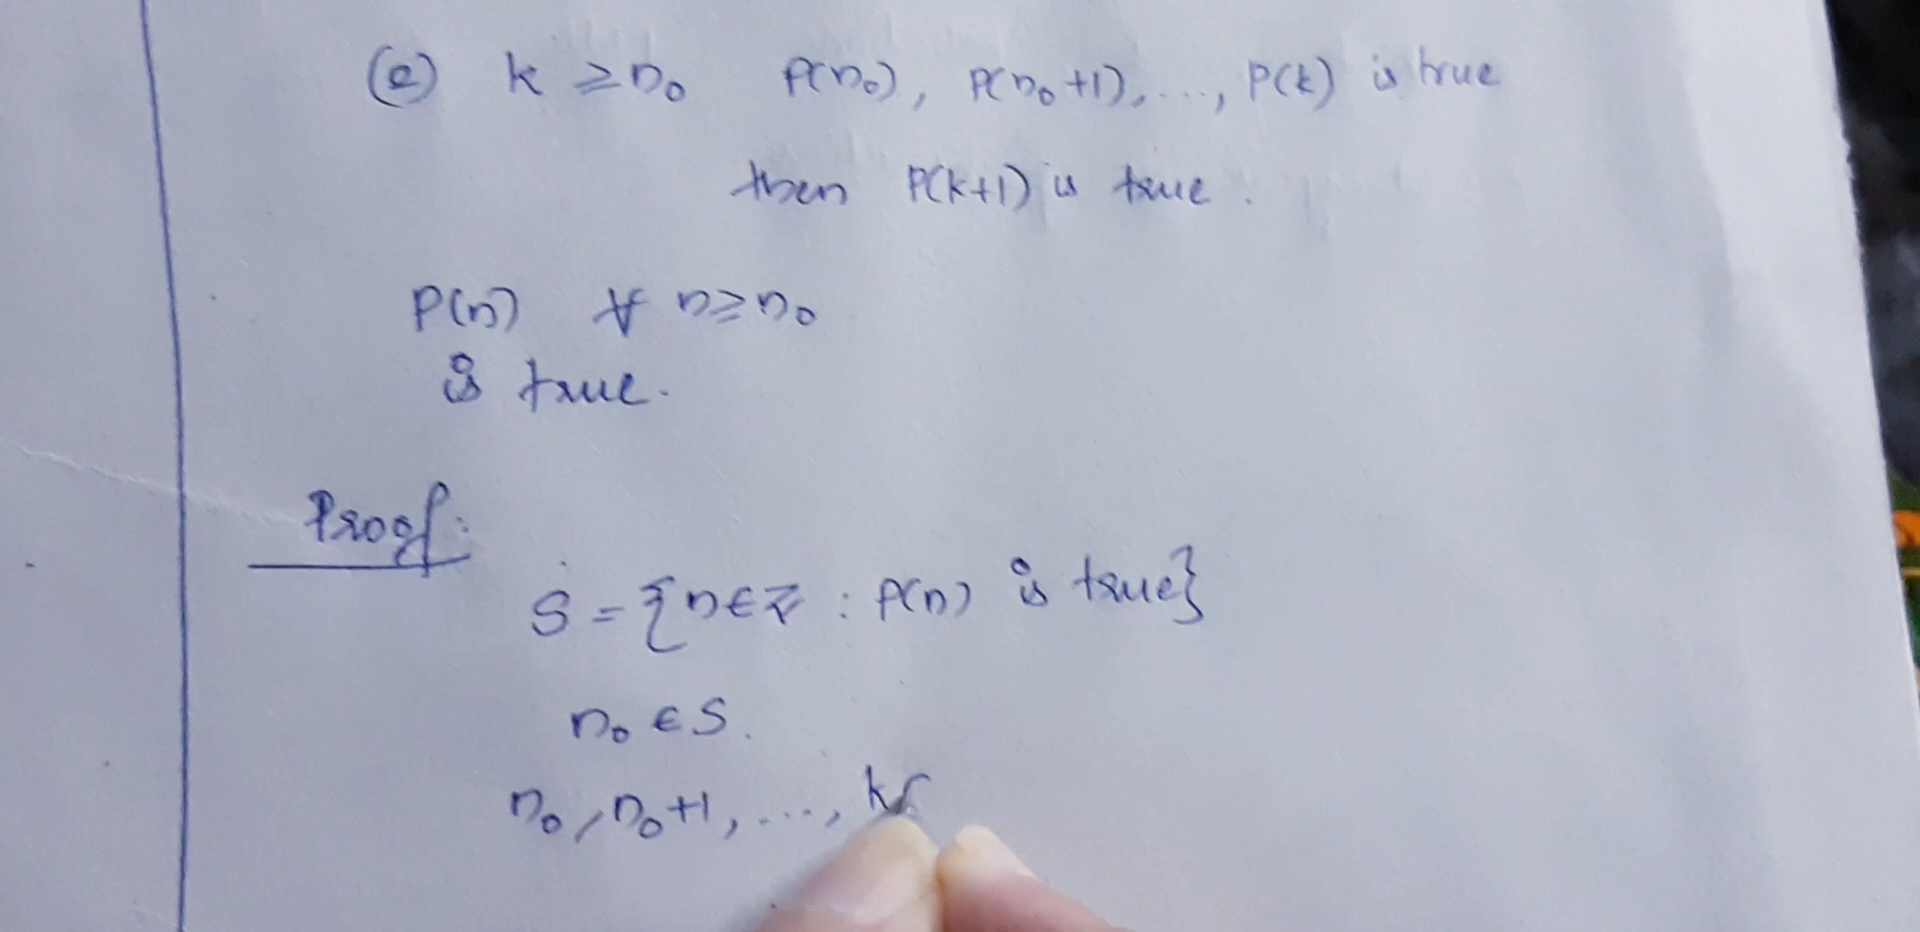 (2) k ≥ n₀ P(n₀), P(n₀+1), ..., P(k) is true
then P(k+1) is true.
P(n) ∀ n ≥ n₀
is true.
Proof:
S = {n ∈ ℤ : P(n) is true}
n₀ ∈ S.
n₀, n₀+1, ...., k